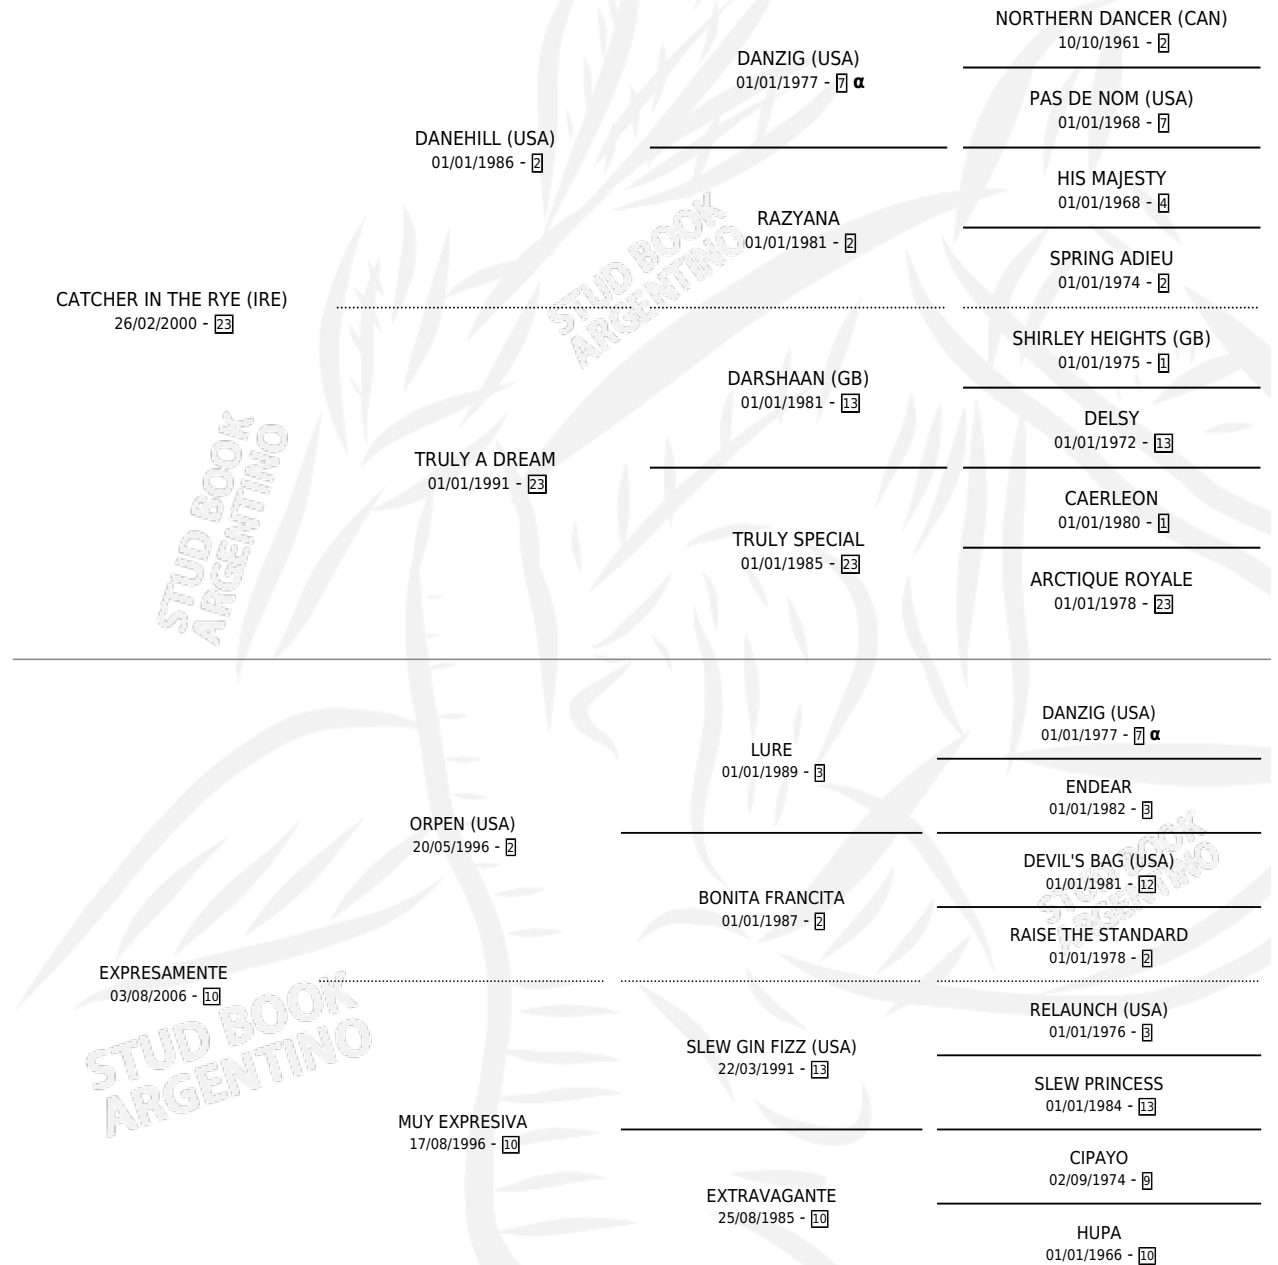 NORTHERN DANCER (CAN)
10/10/1961 - 2
DANZIG (USA)
01/01/1977 - 7 α
PAS DE NOM (USA)
01/01/1968 - 7
DANEHILL (USA)
01/01/1986 - 2
HIS MAJESTY
01/01/1968 - 4
RAZYANA
01/01/1981 - 2
SPRING ADIEU
01/01/1974 - 2
CATCHER IN THE RYE (IRE)
26/02/2000 - 23
SHIRLEY HEIGHTS (GB)
01/01/1975 - 1
DARSHAAN (GB)
01/01/1981 - 13
DELSY
01/01/1972 - 13
TRULY A DREAM
01/01/1991 - 23
CAERLEON
01/01/1980 - 1
TRULY SPECIAL
01/01/1985 - 23
ARCTIQUE ROYALE
01/01/1978 - 23
DANZIG (USA)
01/01/1977 - 7 α
LURE
01/01/1989 - 3
ENDEAR
01/01/1982 - 3
ORPEN (USA)
20/05/1996 - 2
DEVIL'S BAG (USA)
01/01/1981 - 12
BONITA FRANCITA
01/01/1987 - 2
RAISE THE STANDARD
01/01/1978 - 2
EXPRESAMENTE
03/08/2006 - 10
RELAUNCH (USA)
01/01/1976 - 3
SLEW GIN FIZZ (USA)
22/03/1991 - 13
SLEW PRINCESS
01/01/1984 - 13
MUY EXPRESIVA
17/08/1996 - 10
CIPAYO
02/09/1974 - 9
EXTRAVAGANTE
25/08/1985 - 10
HUPA
01/01/1966 - 10
STUD BOOK
ARGENTINO
STUD BOOK
ARGENTINO
STUD BOOK
ARGENTINO
STUD BOOK
ARGENTINO